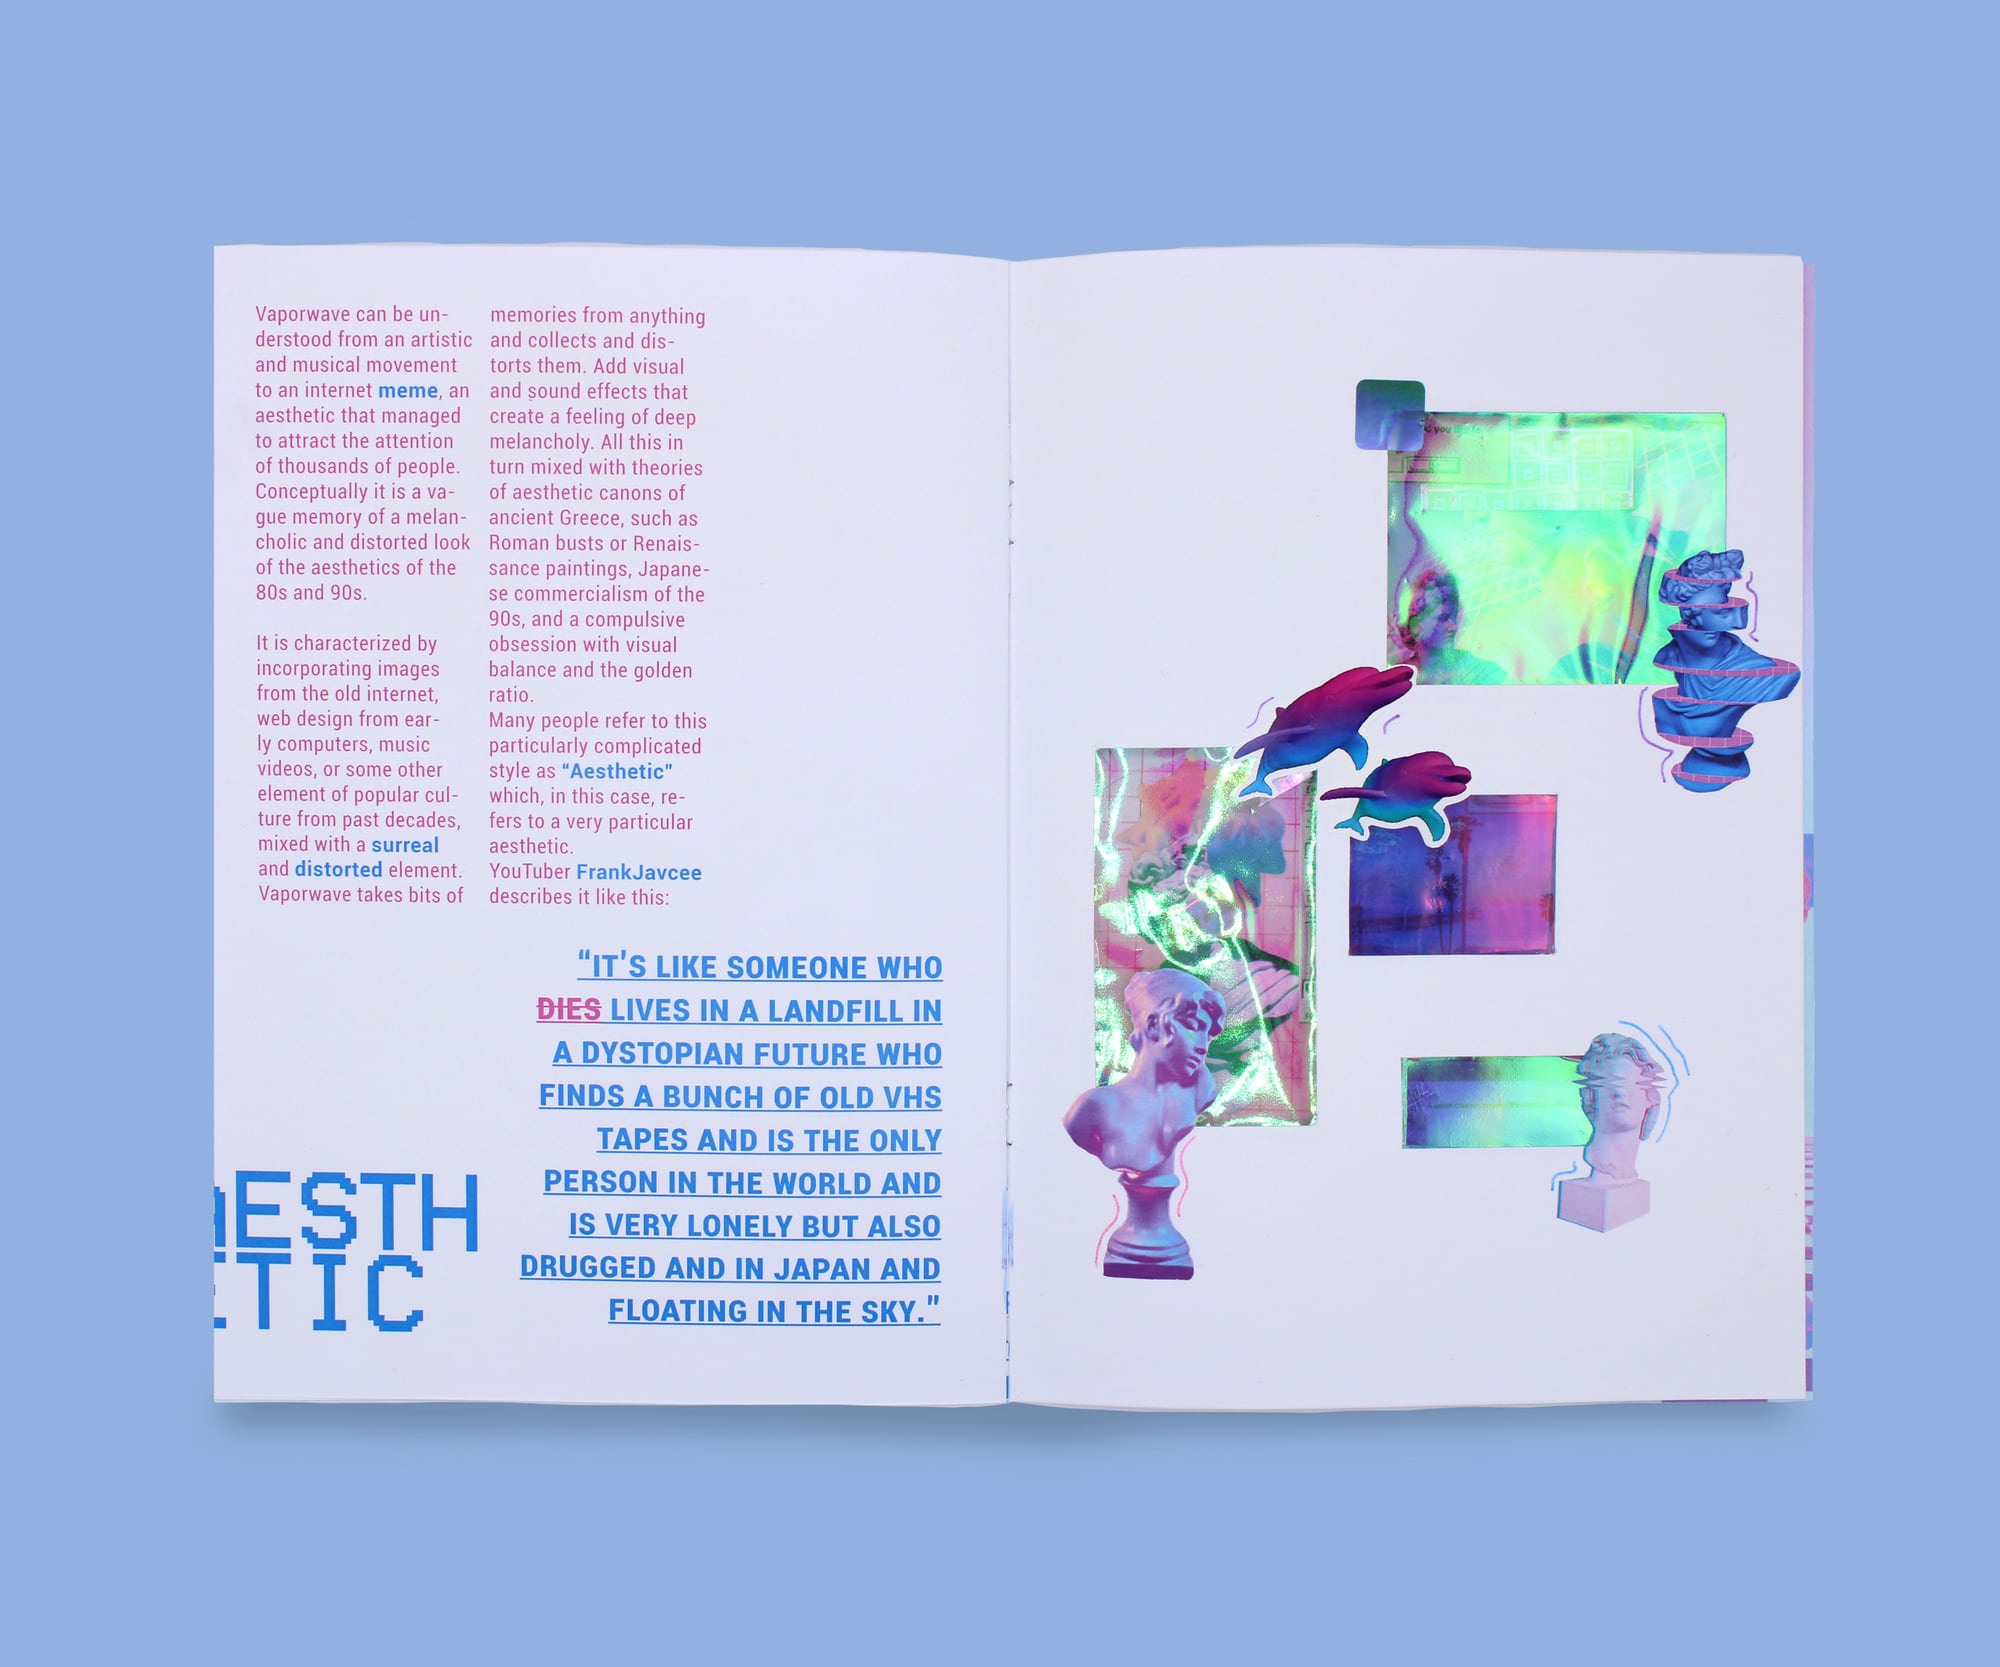 Vaporwave can be un-
derstood from an artistic
and musical movement
to an internet meme, an
aesthetic that managed
to attract the attention
of thousands of people.
Conceptually it is a va-
gue memory of a melan-
cholic and distorted look
of the aesthetics of the
80s and 90s.
It is characterized by
incorporating images
from the old internet,
web design from ear-
ly computers, music
videos, or some other
element of popular cul-
ture from past decades,
mixed with a surreal
and distorted element.
Vaporwave takes bits of
memories from anything
and collects and dis-
torts them. Add visual
and sound effects that
create a feeling of deep
melancholy. All this in
turn mixed with theories
of aesthetic canons of
ancient Greece, such as
Roman busts or Renais-
sance paintings, Japane-
se commercialism of the
90s, and a compulsive
obsession with visual
balance and the golden
ratio.
Many people refer to this
particularly complicated
style as “Aesthetic”
which, in this case, re-
fers to a very particular
aesthetic.
YouTuber FrankJavcee
describes it like this:
“IT’S LIKE SOMEONE WHO
DIES LIVES IN A LANDFILL IN
A DYSTOPIAN FUTURE WHO
FINDS A BUNCH OF OLD VHS
TAPES AND IS THE ONLY
PERSON IN THE WORLD AND
IS VERY LONELY BUT ALSO
DRUGGED AND IN JAPAN AND
FLOATING IN THE SKY.”
AESTH
ETIC
you